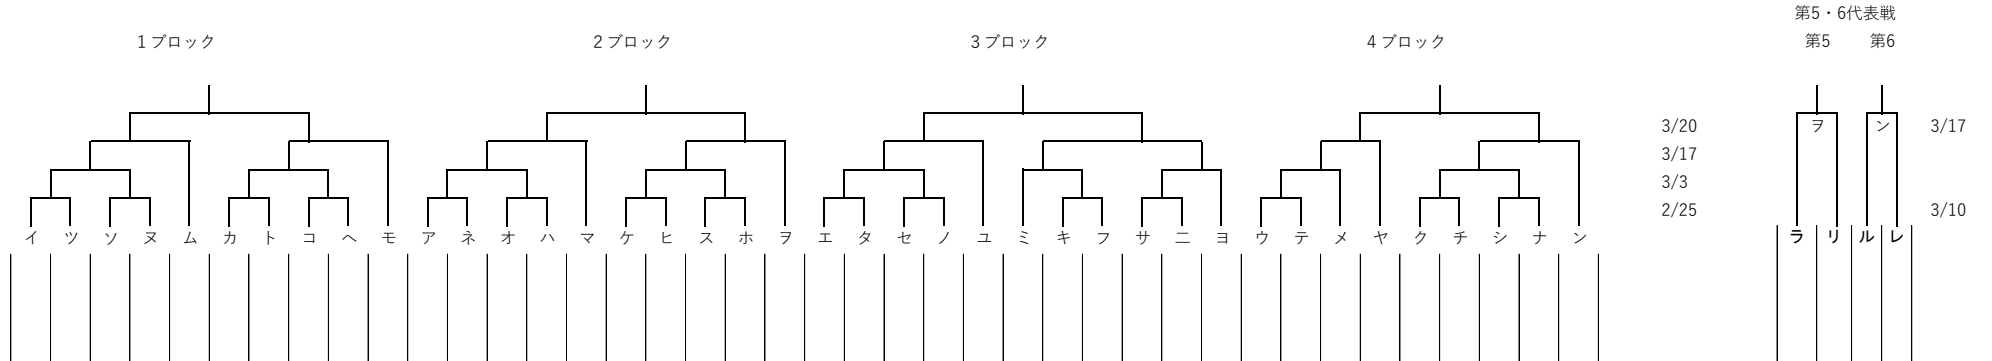 第5・6代表戦
1ブロック 2ブロック 3ブロック 4ブロック 第5 第6
3/20 ヲ ン 3/17
3/17
3/3
2/25 3/10
イ ツ ソ ヌ ム カ ト コ ヘ モ ア ネ オ ハ マ ケ ヒ ス ホ ヲ エ タ セ ノ ユ ミ キ フ サ ニ ヨ ウ テ メ ヤ ク チ シ ナ ン ラ リ ル レ